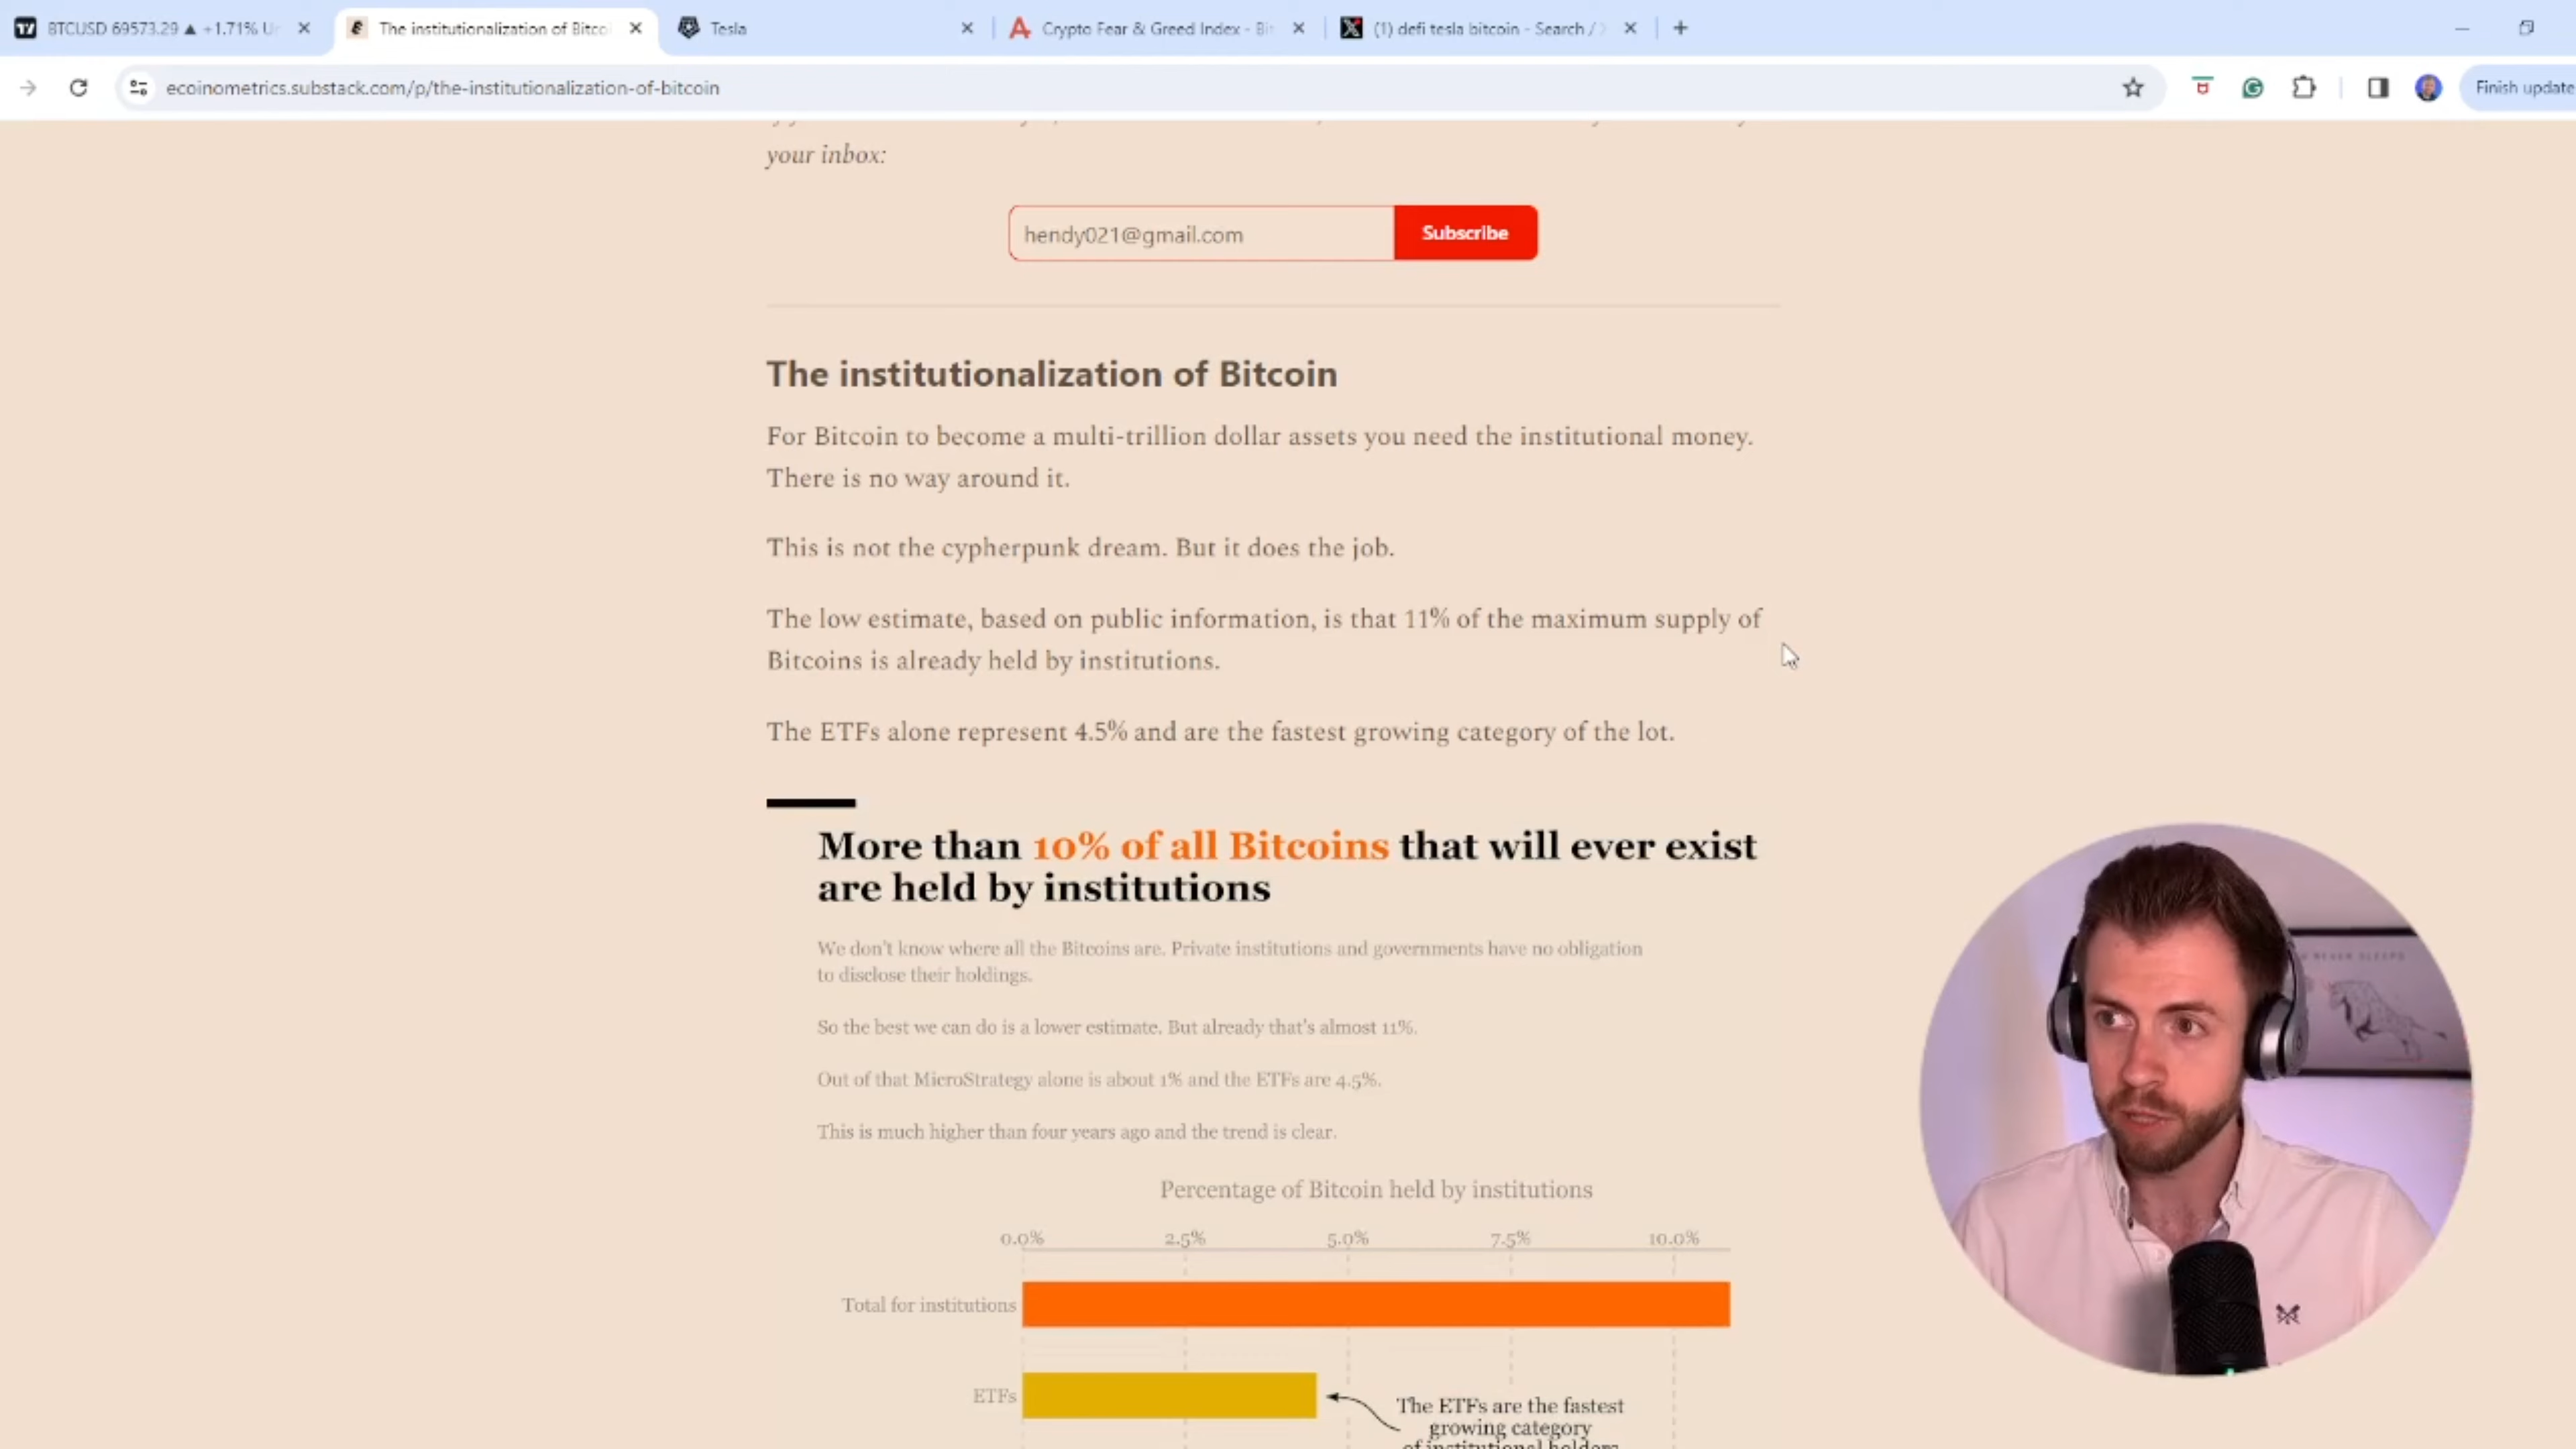 BTCUSD 69573.29 ▲ +1.71% Un
The institutionalization of Bitcoi
Tesla
Crypto Fear & Greed Index - Bit
(1) defi tesla bitcoin - Search /
ecoinometrics.substack.com/p/the-institutionalization-of-bitcoin
Finish update
your inbox:
hendy021@gmail.com
Subscribe
The institutionalization of Bitcoin
For Bitcoin to become a multi-trillion dollar assets you need the institutional money.
There is no way around it.
This is not the cypherpunk dream. But it does the job.
The low estimate, based on public information, is that 11% of the maximum supply of
Bitcoins is already held by institutions.
The ETFs alone represent 4.5% and are the fastest growing category of the lot.
More than 10% of all Bitcoins that will ever exist
are held by institutions
We don't know where all the Bitcoins are. Private institutions and governments have no obligation
to disclose their holdings.
So the best we can do is a lower estimate. But already that's almost 11%.
Out of that MicroStrategy alone is about 1% and the ETFs are 4.5%.
This is much higher than four years ago and the trend is clear.
Percentage of Bitcoin held by institutions
0.0% 2.5% 5.0% 7.5% 10.0%
Total for institutions
ETFs
The ETFs are the fastest
growing category
of institutional holders
NEVER SLEEPS